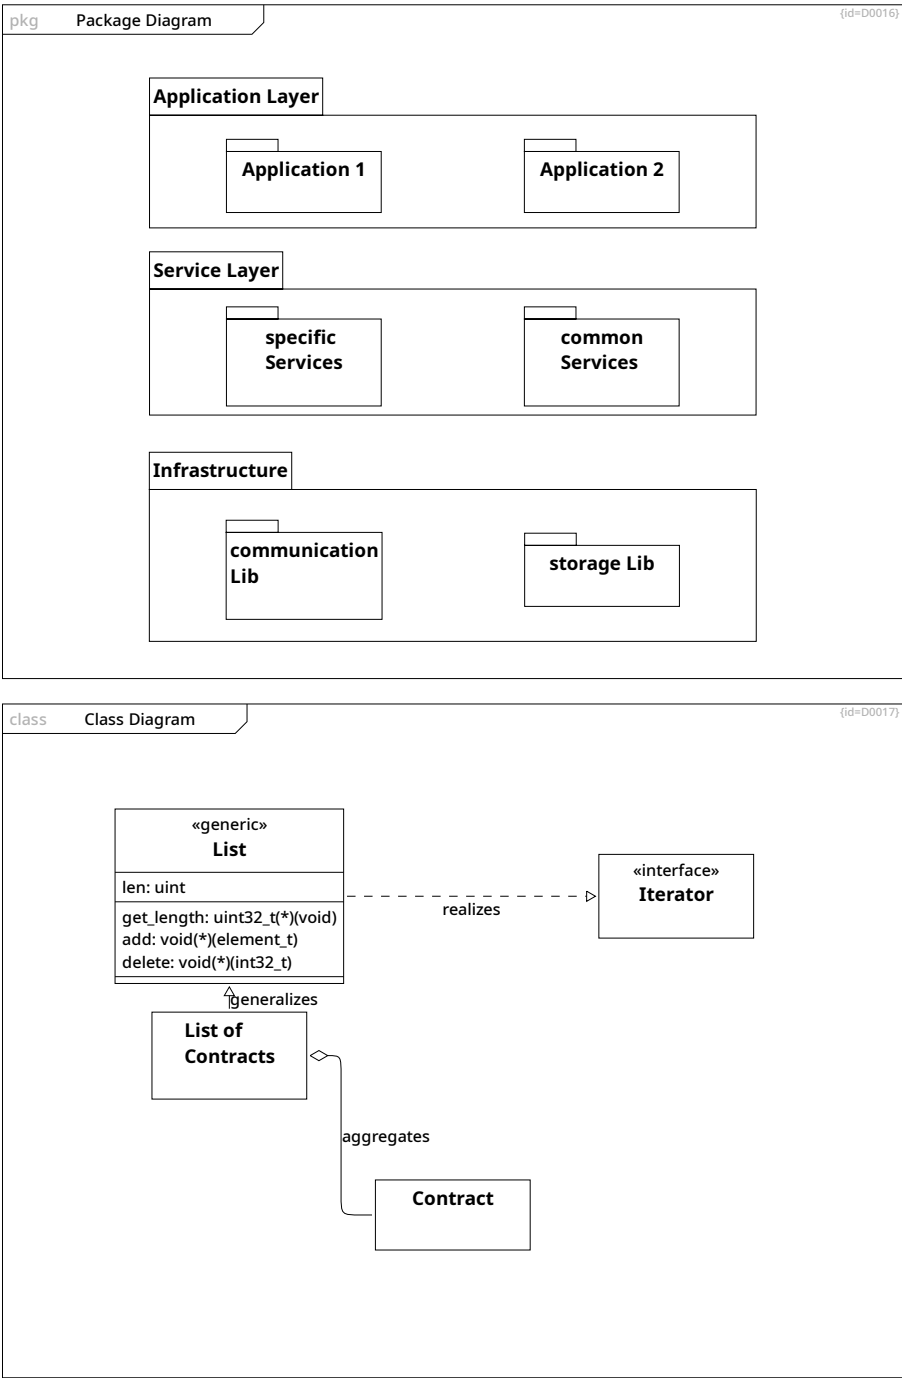 pkg Package Diagram {id=D0016}
Application Layer
Application 1 Application 2
Service Layer
specific
Services
common
Services
Infrastructure
communication
Lib
storage Lib
class Class Diagram {id=D0017}
«generic»
List
len: uint
get_length: uint32_t(*)(void)
add: void(*)(element_t)
delete: void(*)(int32_t)
realizes
«interface»
Iterator
generalizes
List of
Contracts
aggregates
Contract